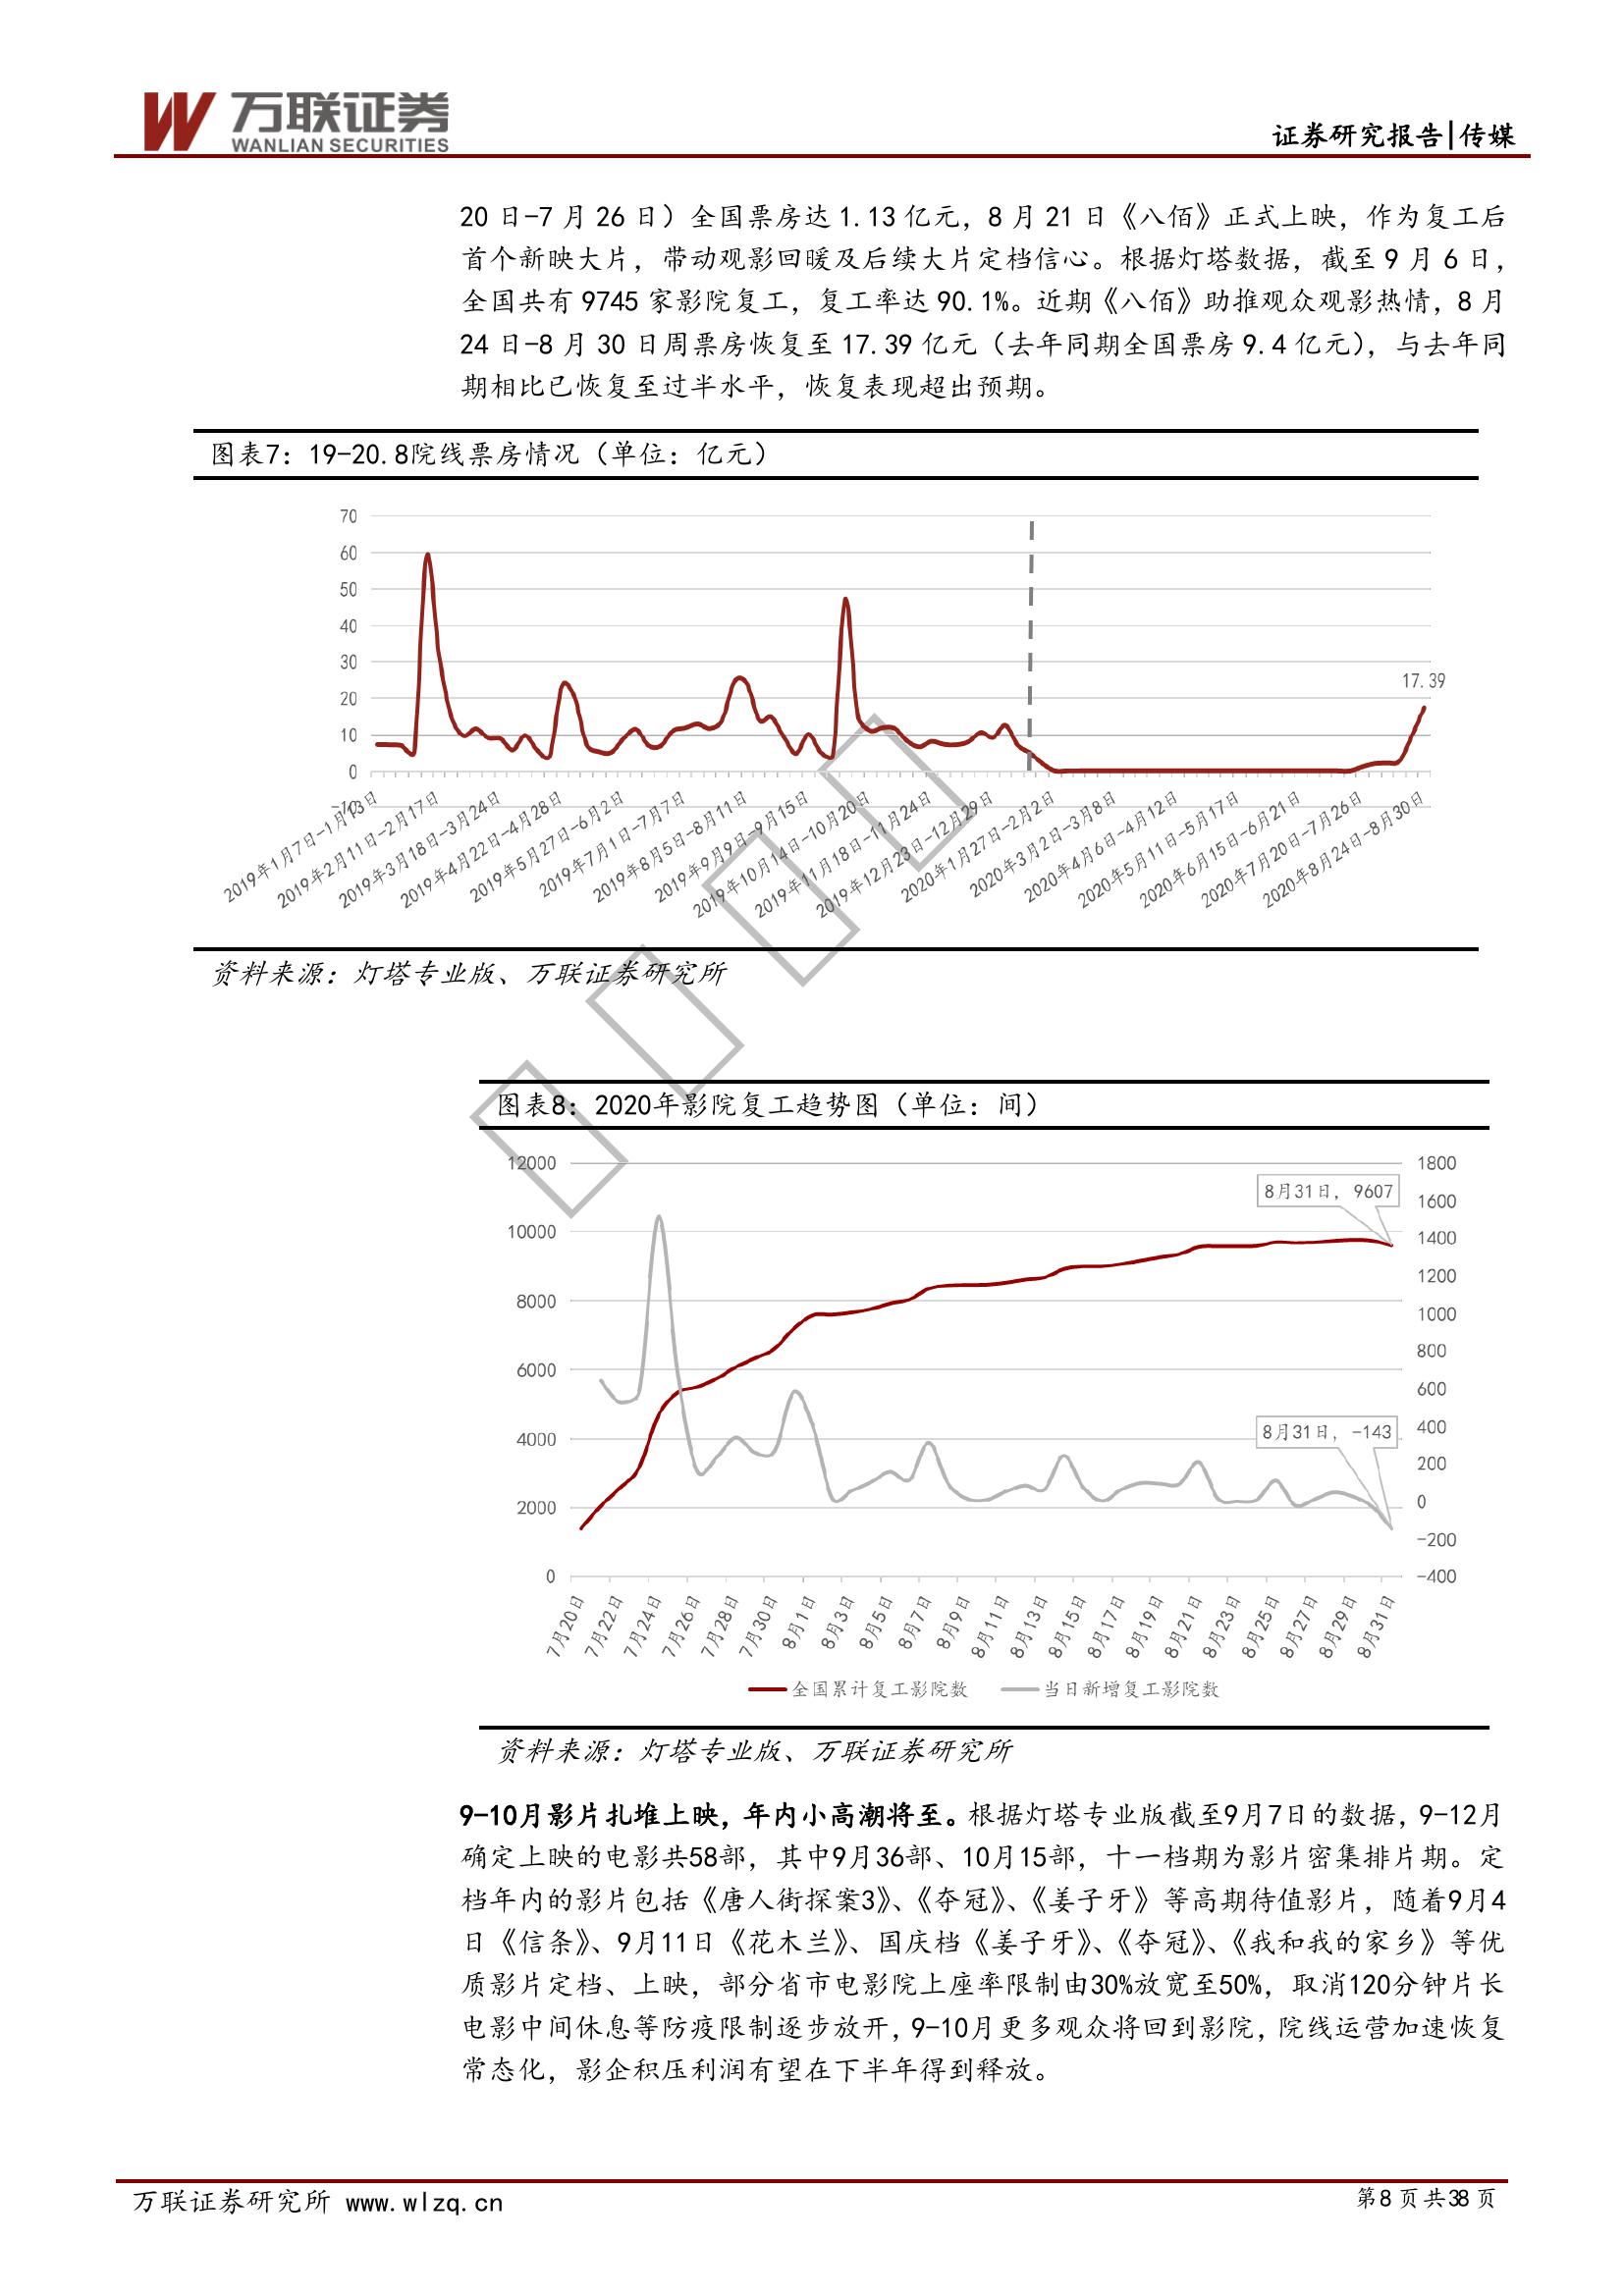 万联证券
WANLIAN SECURITIES
证券研究报告|传媒
20 日-7 月 26 日）全国票房达 1.13 亿元，8 月 21 日《八佰》正式上映，作为复工后
首个新映大片，带动观影回暖及后续大片定档信心。根据灯塔数据，截至 9 月 6 日，
全国共有 9745 家影院复工，复工率达 90.1%。近期《八佰》助推观众观影热情，8 月
24 日-8 月 30 日周票房恢复至 17.39 亿元（去年同期全国票房 9.4 亿元），与去年同
期相比已恢复至过半水平，恢复表现超出预期。
图表7：19-20.8院线票房情况（单位：亿元）
70
60
50
40
30
20
10
0
17.39
2019年1月7日-1月13日
2019年2月11日-2月17日
2019年3月18日-3月24日
2019年4月22日-4月28日
2019年5月27日-6月2日
2019年7月1日-7月7日
2019年8月5日-8月11日
2019年9月9日-9月15日
2019年10月14日-10月20日
2019年11月18日-11月24日
2019年12月23日-12月29日
2020年1月27日-2月2日
2020年3月2日-3月8日
2020年4月6日-4月12日
2020年5月11日-5月17日
2020年6月15日-6月21日
2020年7月20日-7月26日
2020年8月24日-8月30日
资料来源：灯塔专业版、万联证券研究所
图表8：2020年影院复工趋势图（单位：间）
12000
10000
8000
6000
4000
2000
0
1800
1600
1400
1200
1000
800
600
400
200
0
-200
-400
8月31日，9607
8月31日，-143
7月20日
7月22日
7月24日
7月26日
7月28日
7月30日
8月1日
8月3日
8月5日
8月7日
8月9日
8月11日
8月13日
8月15日
8月17日
8月19日
8月21日
8月23日
8月25日
8月27日
8月29日
8月31日
全国累计复工影院数 当日新增复工影院数
资料来源：灯塔专业版、万联证券研究所
9-10月影片扎堆上映，年内小高潮将至。根据灯塔专业版截至9月7日的数据，9-12月
确定上映的电影共58部，其中9月36部、10月15部，十一档期为影片密集排片期。定
档年内的影片包括《唐人街探案3》、《夺冠》、《姜子牙》等高期待值影片，随着9月4
日《信条》、9月11日《花木兰》、国庆档《姜子牙》、《夺冠》、《我和我的家乡》等优
质影片定档、上映，部分省市电影院上座率限制由30%放宽至50%，取消120分钟片长
电影中间休息等防疫限制逐步放开，9-10月更多观众将回到影院，院线运营加速恢复
常态化，影企积压利润有望在下半年得到释放。
万联证券研究所 www.wlzq.cn
第8 页 共38 页